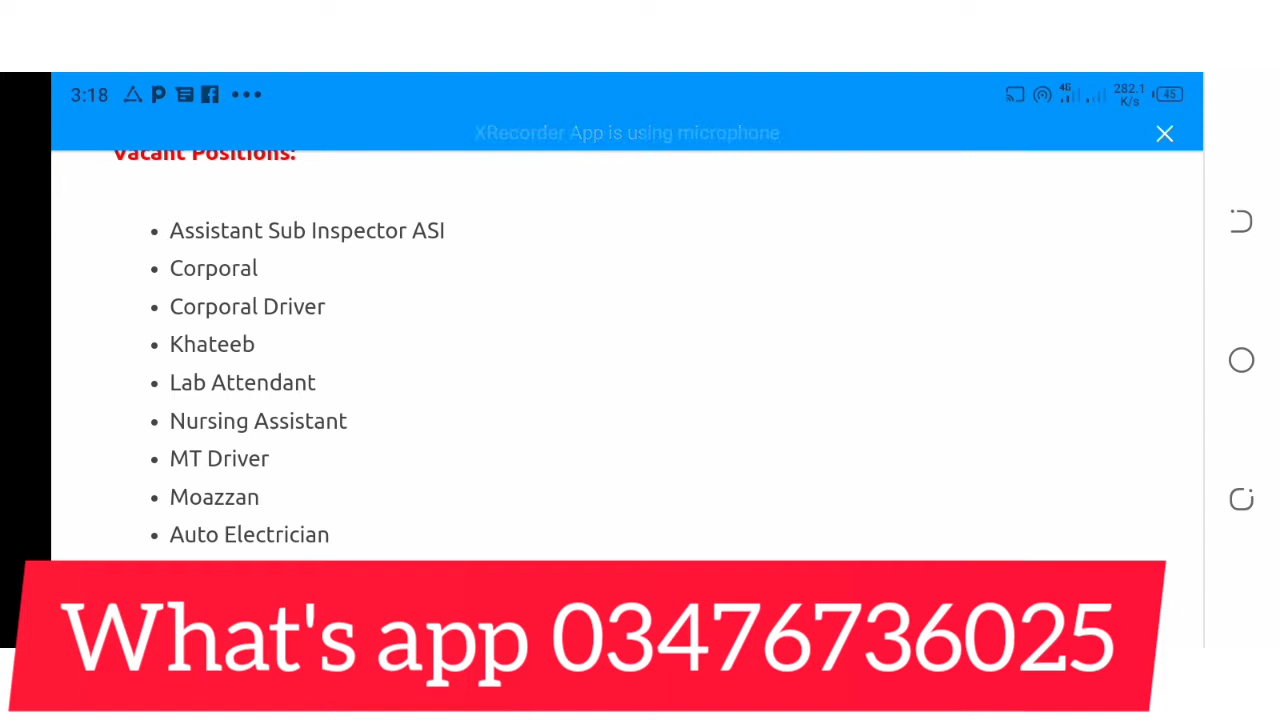 3:18
282.1
4G
K/s
45
XRecorder App is using microphone
Vacant Positions:
Assistant Sub Inspector ASI
Corporal
Corporal Driver
Khateeb
Lab Attendant
Nursing Assistant
MT Driver
Moazzan
Auto Electrician
What's app 03476736025